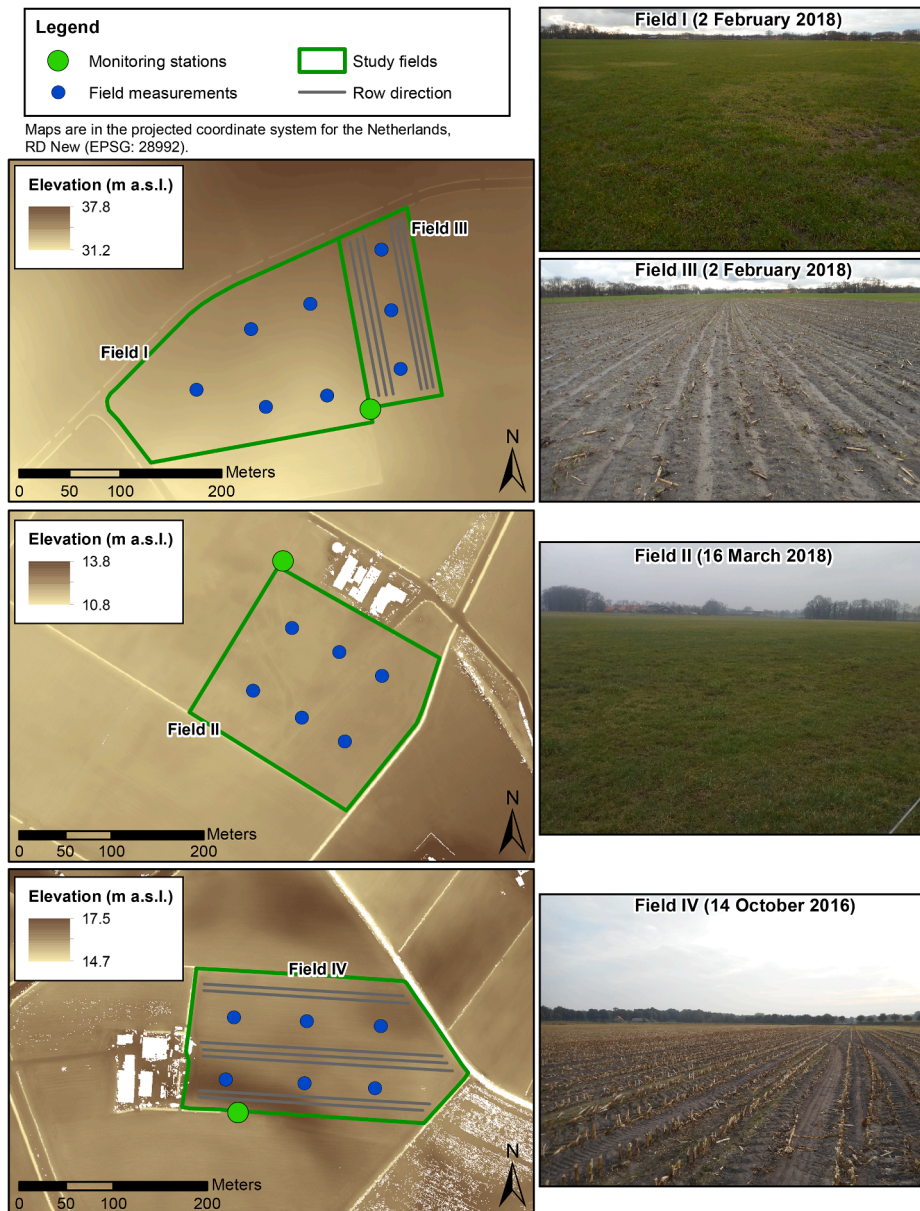 Legend
Monitoring stations
Study fields
Field measurements
Row direction
Maps are in the projected coordinate system for the Netherlands,
RD New (EPSG: 28992).
Elevation (m a.s.l.)
37.8
31.2
Field III
Field I
N
Meters
0 50 100 200
Elevation (m a.s.l.)
13.8
10.8
Field II
N
Meters
0 50 100 200
Elevation (m a.s.l.)
17.5
14.7
Field IV
N
Meters
0 50 100 200
Field I (2 February 2018)
Field III (2 February 2018)
Field II (16 March 2018)
Field IV (14 October 2016)